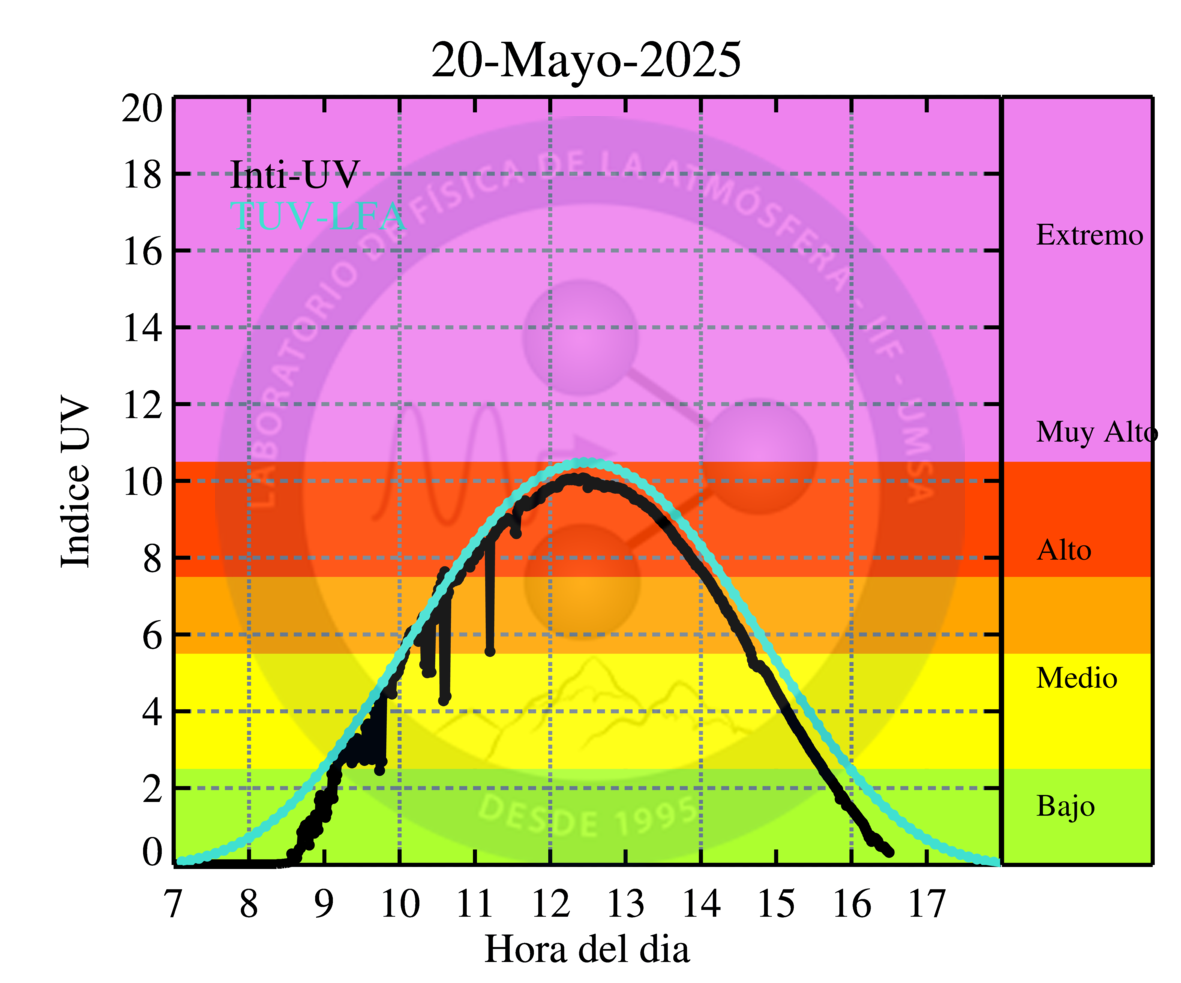 20-Mayo-2025
Inti-UV
TUV-LFA
LABORATORIO DE FÍSICA DE LA ATMÓSFERA - IIF - UMSA
DESDE 1995
Indice UV
20
18
16
14
12
10
8
6
4
2
0
7 8 9 10 11 12 13 14 15 16 17
Hora del dia
Extremo
Muy Alto
Alto
Medio
Bajo